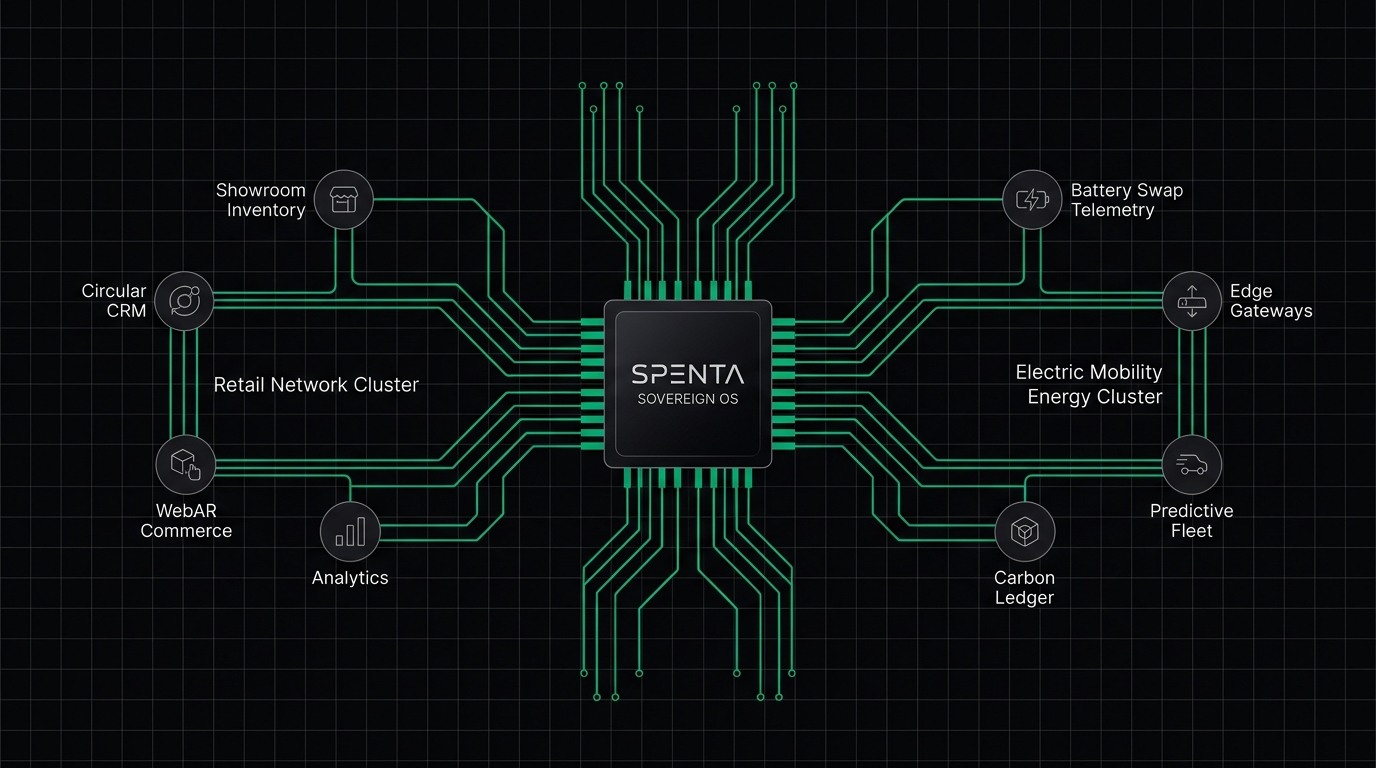 Showroom
Inventory
Circular
CRM
Retail Network Cluster
WebAR
Commerce
Analytics
SPENTA
SOVEREIGN OS
Battery Swap
Telemetry
Edge
Gateways
Electric Mobility
Energy Cluster
Predictive
Fleet
Carbon
Ledger